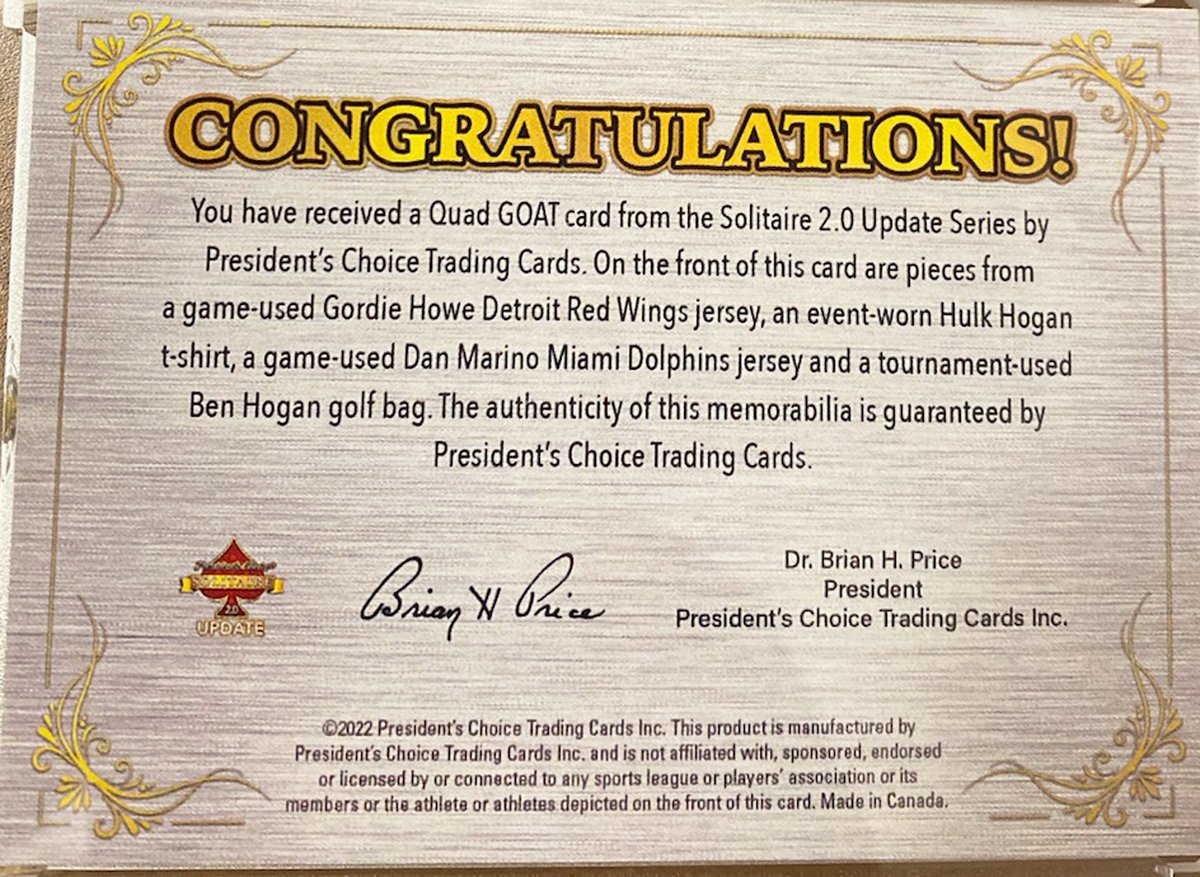 CONGRATULATIONS!
You have received a Quad GOAT card from the Solitaire 2.0 Update Series by
President's Choice Trading Cards. On the front of this card are pieces from
a game-used Gordie Howe Detroit Red Wings jersey, an event-worn Hulk Hogan
t-shirt, a game-used Dan Marino Miami Dolphins jersey and a tournament-used
Ben Hogan golf bag. The authenticity of this memorabilia is guaranteed by
President's Choice Trading Cards.
President's Choice
SOLITAIRE
2.0
UPDATE
Brian H Price
Dr. Brian H. Price
President
President's Choice Trading Cards Inc.
©2022 President's Choice Trading Cards Inc. This product is manufactured by
President's Choice Trading Cards Inc. and is not affiliated with, sponsored, endorsed
or licensed by or connected to any sports league or players' association or its
members or the athlete or athletes depicted on the front of this card. Made in Canada.